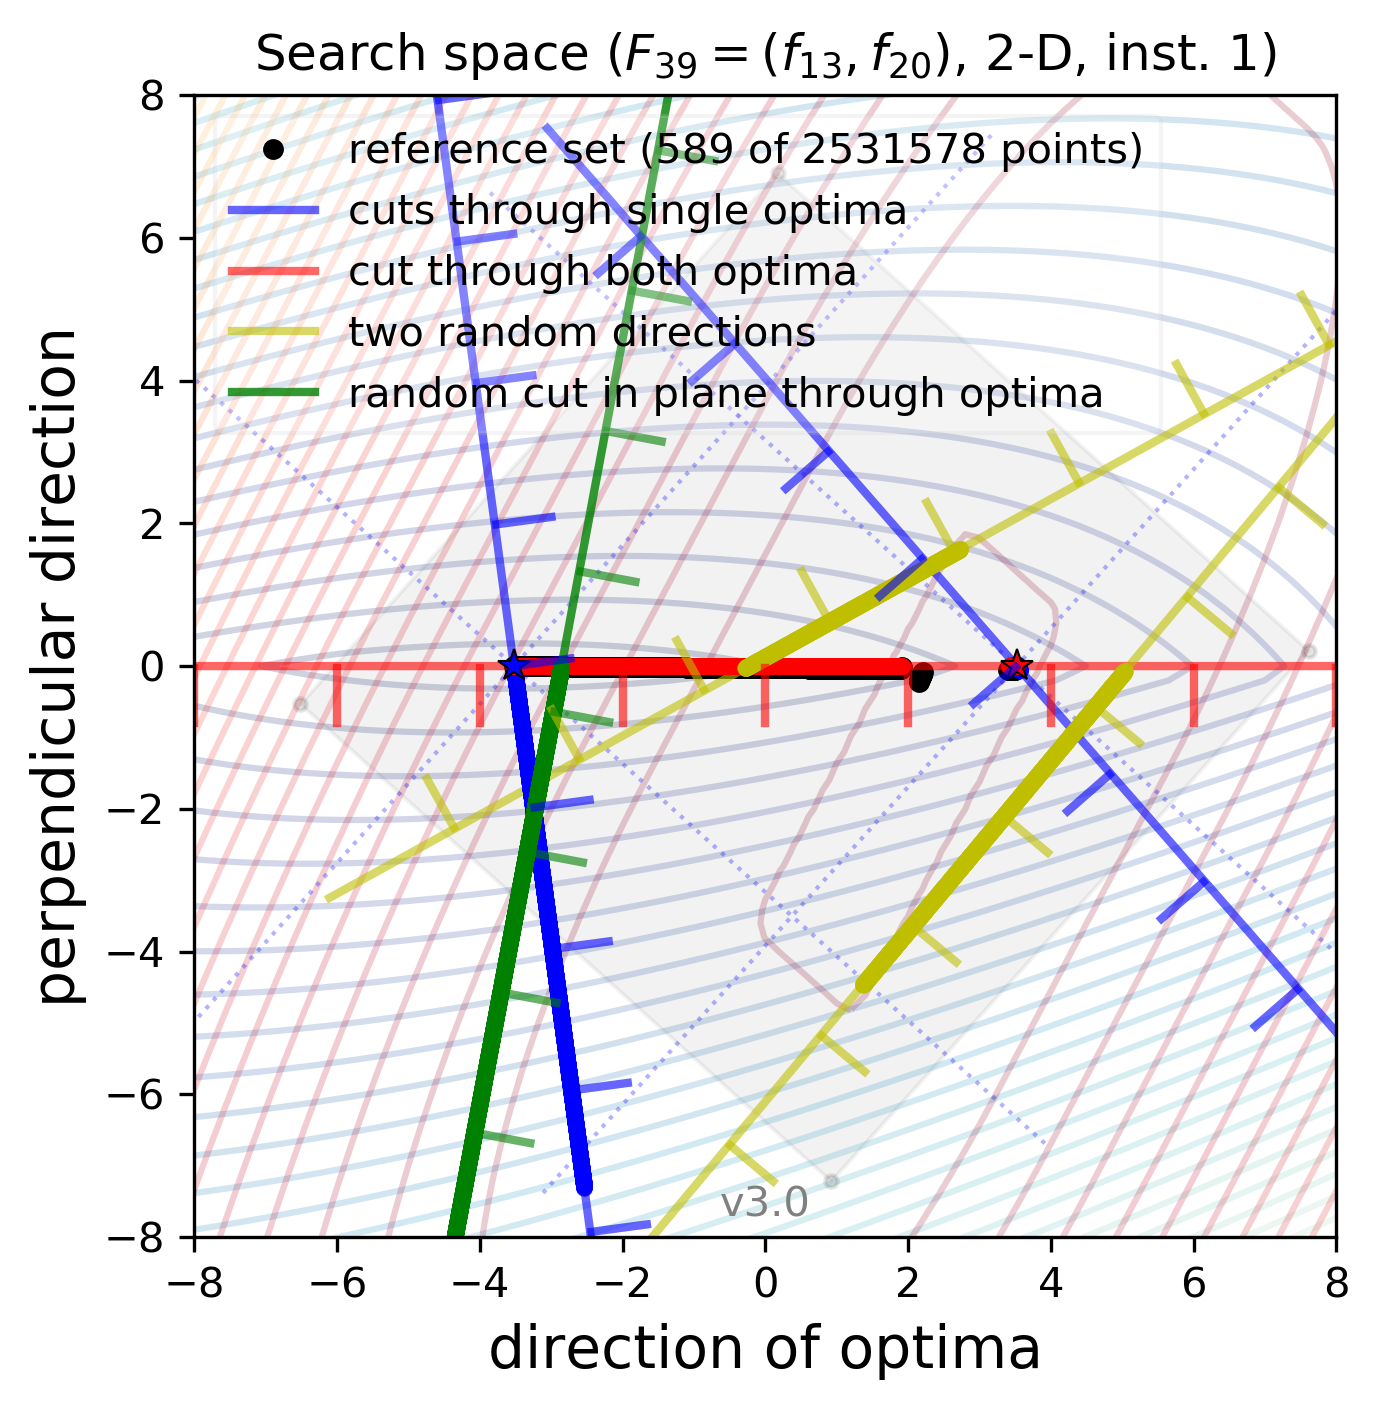 Search space (F₃₉ = (f₁₃, f₂₀), 2-D, inst. 1)
8
6
4
2
0
−2
−4
−6
−8
perpendicular direction
reference set (589 of 2531578 points)
cuts through single optima
cut through both optima
two random directions
random cut in plane through optima
v3.0
−8 −6 −4 −2 0 2 4 6 8
direction of optima